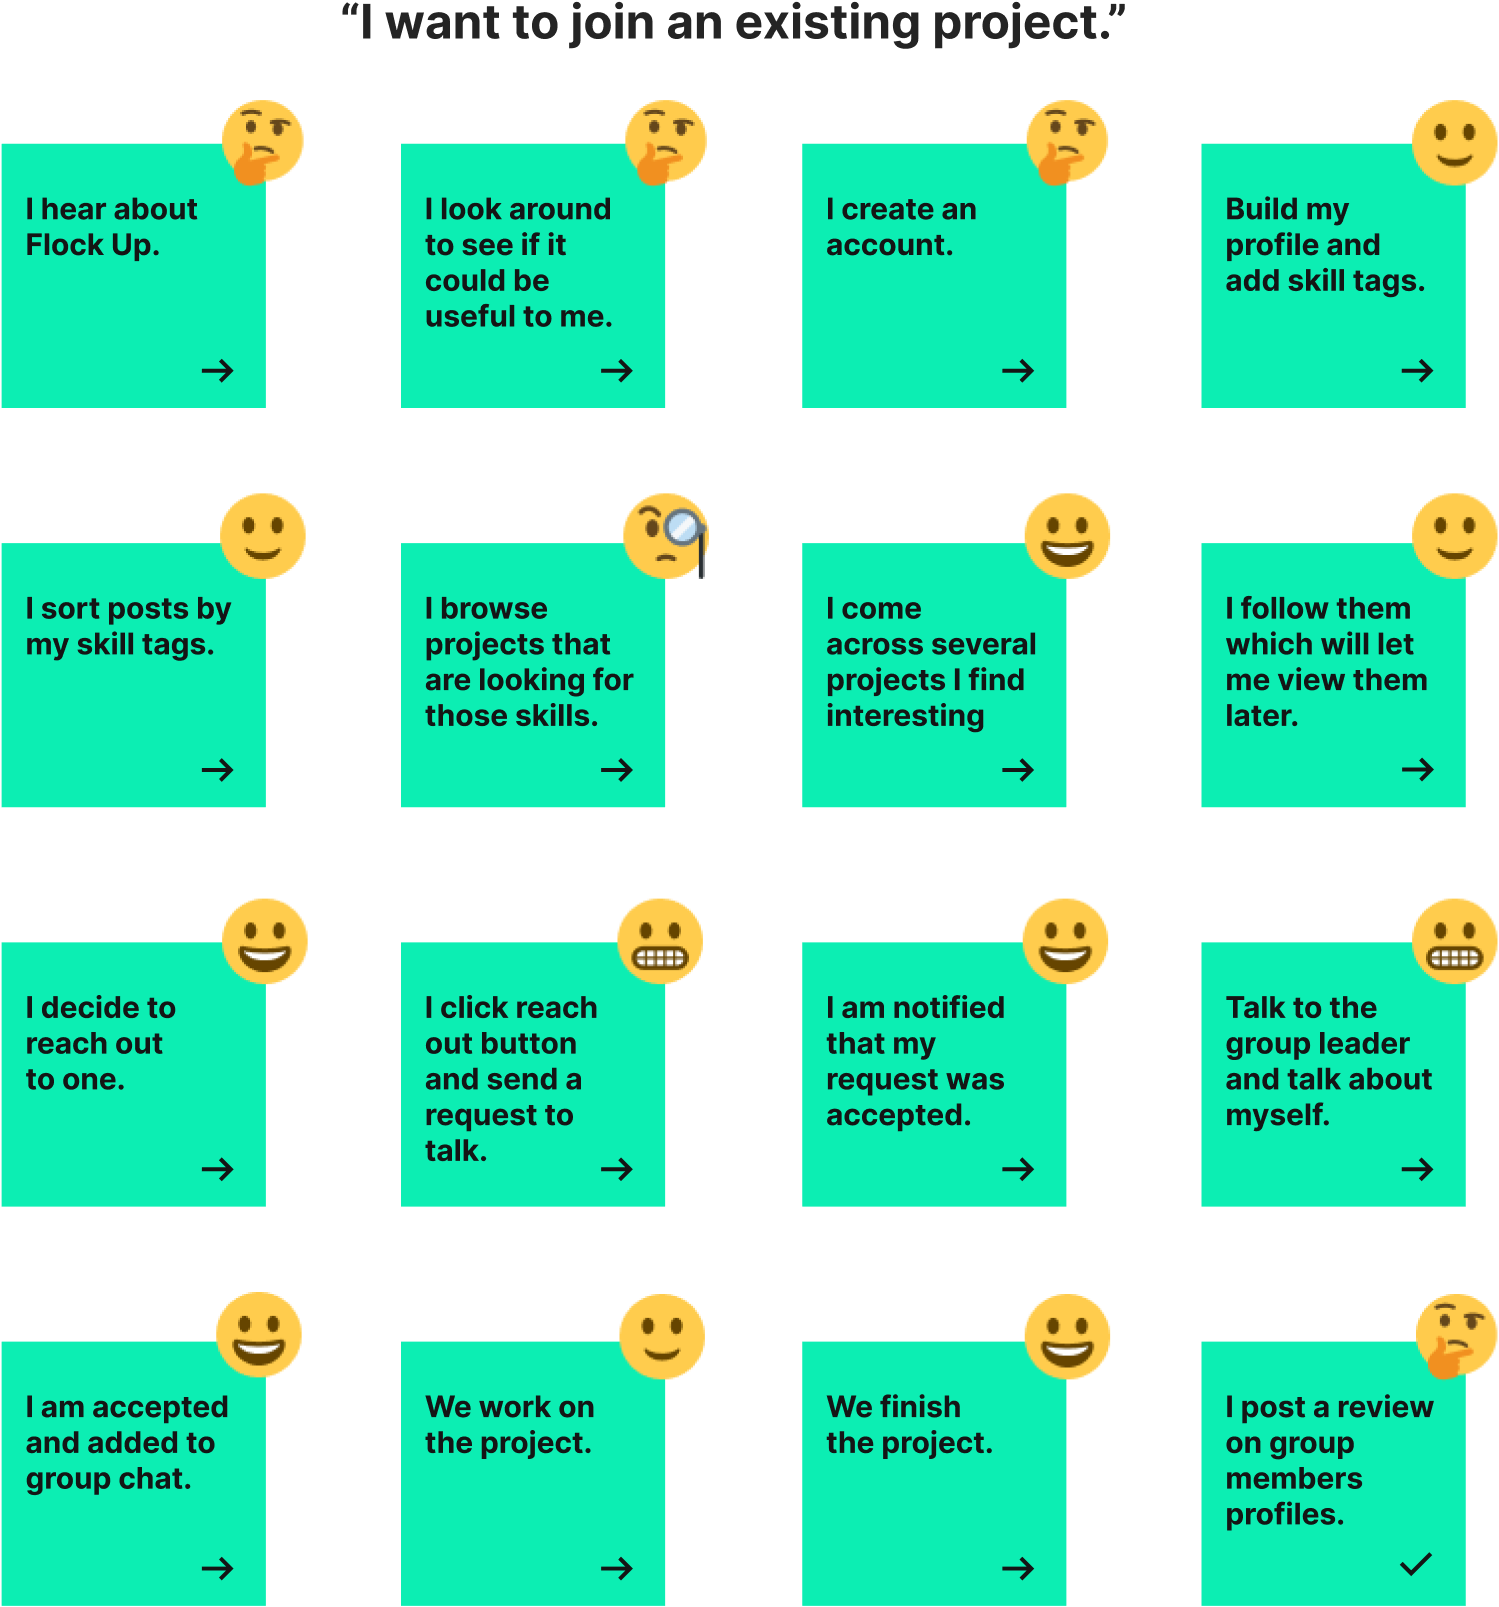 “I want to join an existing project.”
I hear about
Flock Up.
I look around
to see if it
could be
useful to me.
I create an
account.
Build my
profile and
add skill tags.
I sort posts by
my skill tags.
I browse
projects that
are looking for
those skills.
I come
across several
projects I find
interesting
I follow them
which will let
me view them
later.
I decide to
reach out
to one.
I click reach
out button
and send a
request to
talk.
I am notified
that my
request was
accepted.
Talk to the
group leader
and talk about
myself.
I am accepted
and added to
group chat.
We work on
the project.
We finish
the project.
I post a review
on group
members
profiles.